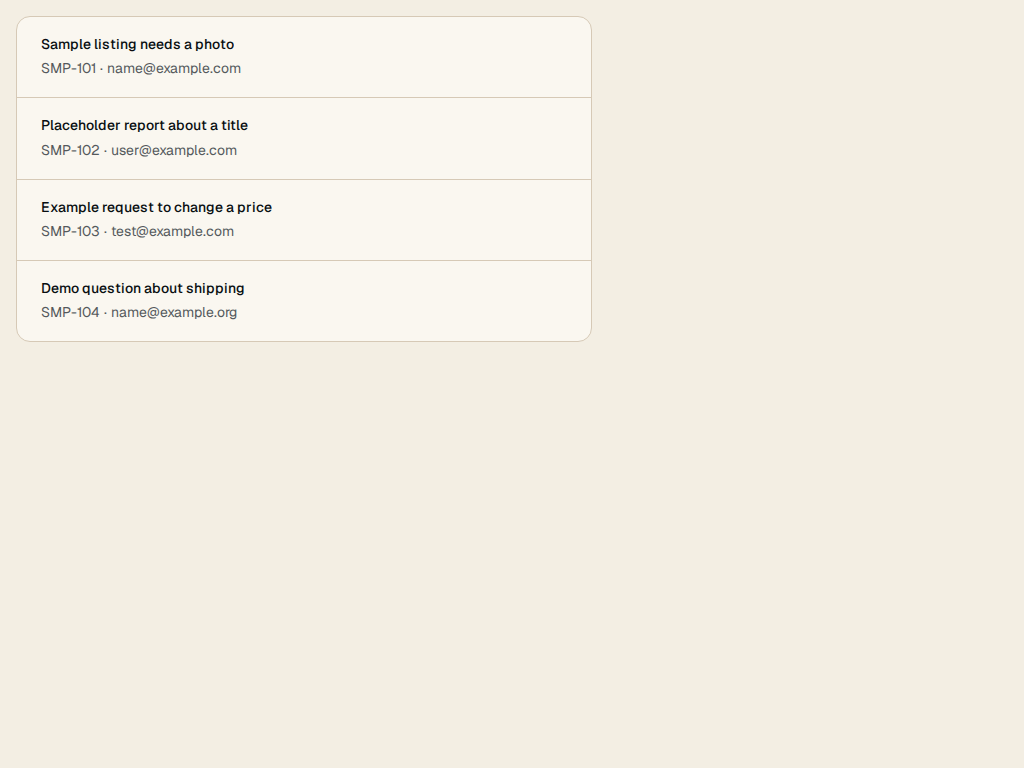 Sample listing needs a photo
SMP-101 · name@example.com
Placeholder report about a title
SMP-102 · user@example.com
Example request to change a price
SMP-103 · test@example.com
Demo question about shipping
SMP-104 · name@example.org